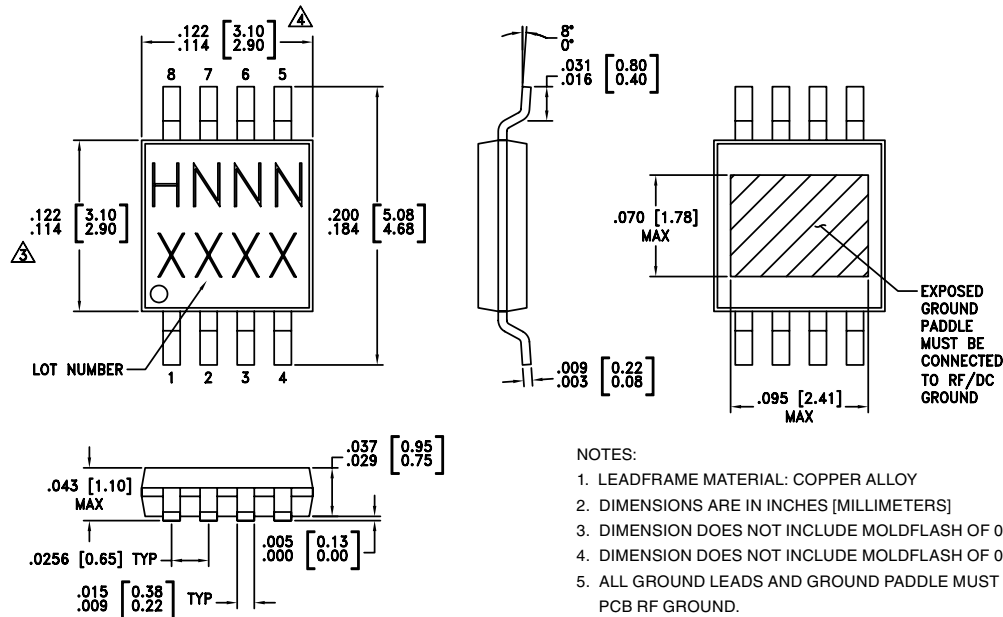 .122 [3.10]
.114 [2.90]
4
8 7 6 5
HNNN
XXXX
.122 [3.10]
.114 [2.90]
3
.200 [5.08]
.184 [4.68]
LOT NUMBER
1 2 3 4
8°
0°
.031 [0.80]
.016 [0.40]
.009 [0.22]
.003 [0.08]
.070 [1.78]
MAX
.095 [2.41]
MAX
EXPOSED
GROUND
PADDLE
MUST BE
CONNECTED
TO RF/DC
GROUND
.037 [0.95]
.029 [0.75]
.043 [1.10]
MAX
.005 [0.13]
.000 [0.00]
.0256 [0.65] TYP
.015 [0.38] TYP
.009 [0.22]
NOTES:
1. LEADFRAME MATERIAL: COPPER ALLOY
2. DIMENSIONS ARE IN INCHES [MILLIMETERS]
3. DIMENSION DOES NOT INCLUDE MOLDFLASH OF 0
4. DIMENSION DOES NOT INCLUDE MOLDFLASH OF 0
5. ALL GROUND LEADS AND GROUND PADDLE MUST
PCB RF GROUND.